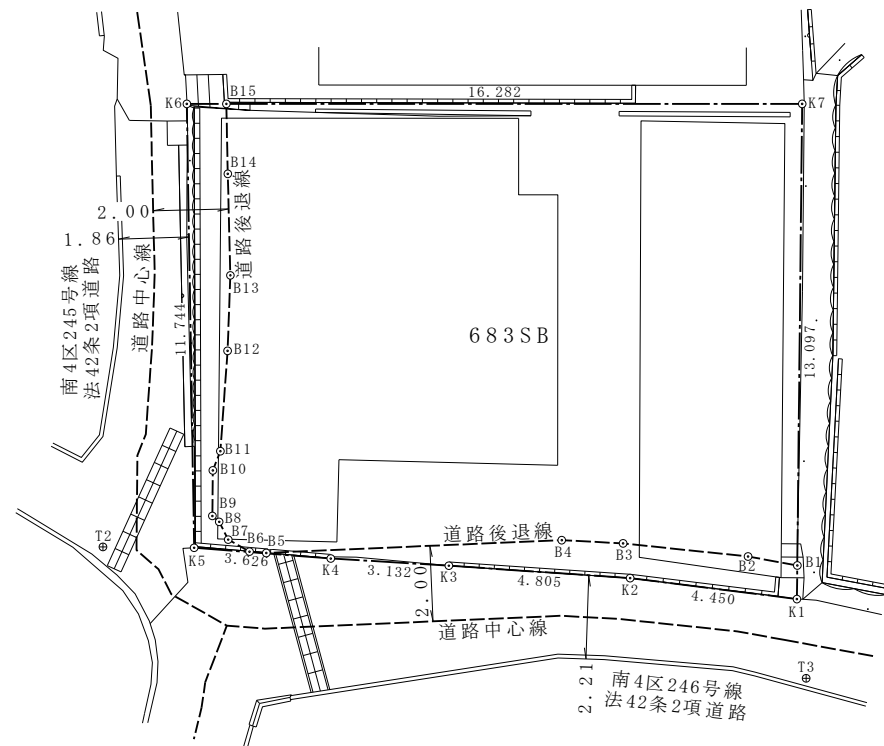 K6
B15
16.282
K7
B14
道路後退線
2.00
1.86
道路中心線
南4区245号線
法42条2項道路
11.744
B13
B12
683SB
13.097.
B11
B10
B9
B8
B7
B6
B5
T2
K5
3.626
K4
3.132
2.00
K3
道路後退線
B4
B3
B2
B1
4.805
K2
4.450
K1
道路中心線
2.21
南4区246号線
法42条2項道路
T3